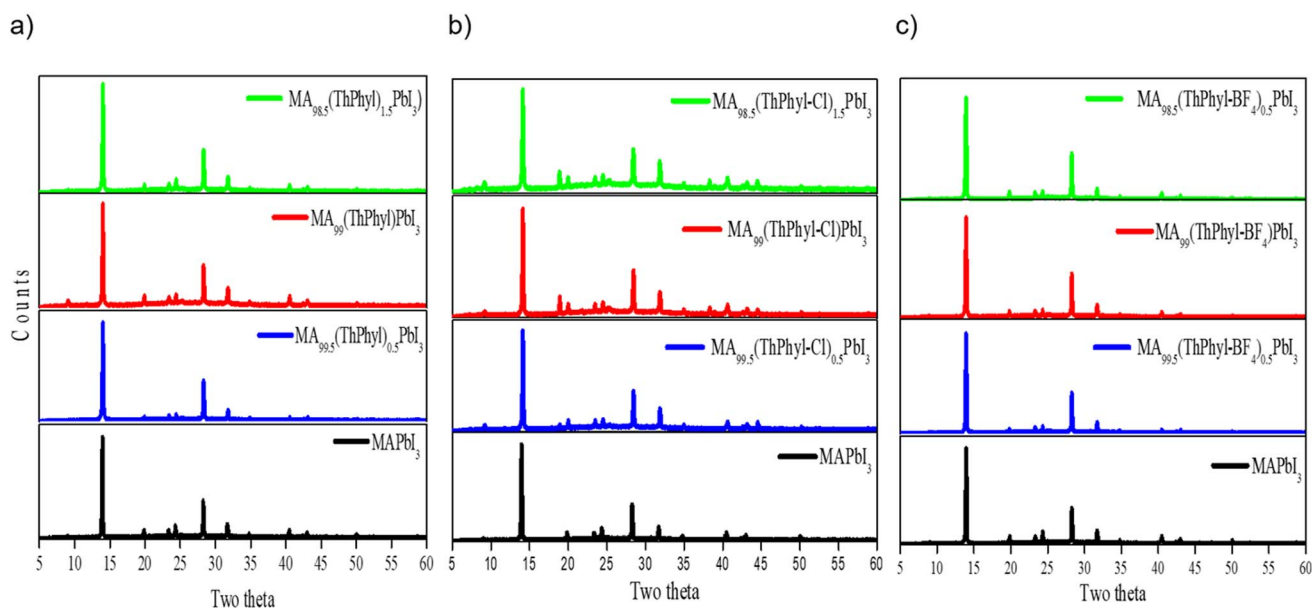 a)
b)
c)
Counts
MA98.5(ThPhyl)1.5PbI3)
MA99(ThPhyl)PbI3
MA99.5(ThPhyl)0.5PbI3
MAPbI3
5 10 15 20 25 30 35 40 45 50 55 60
Two theta
MA98.5(ThPhyl-Cl)1.5PbI3
MA99(ThPhyl-Cl)PbI3
MA99.5(ThPhyl-Cl)0.5PbI3
MAPbI3
5 10 15 20 25 30 35 40 45 50 55 60
Two theta
MA98.5(ThPhyl-BF4)0.5PbI3
MA99(ThPhyl-BF4)PbI3
MA99.5(ThPhyl-BF4)0.5PbI3
MAPbI3
5 10 15 20 25 30 35 40 45 50 55 60
Two theta